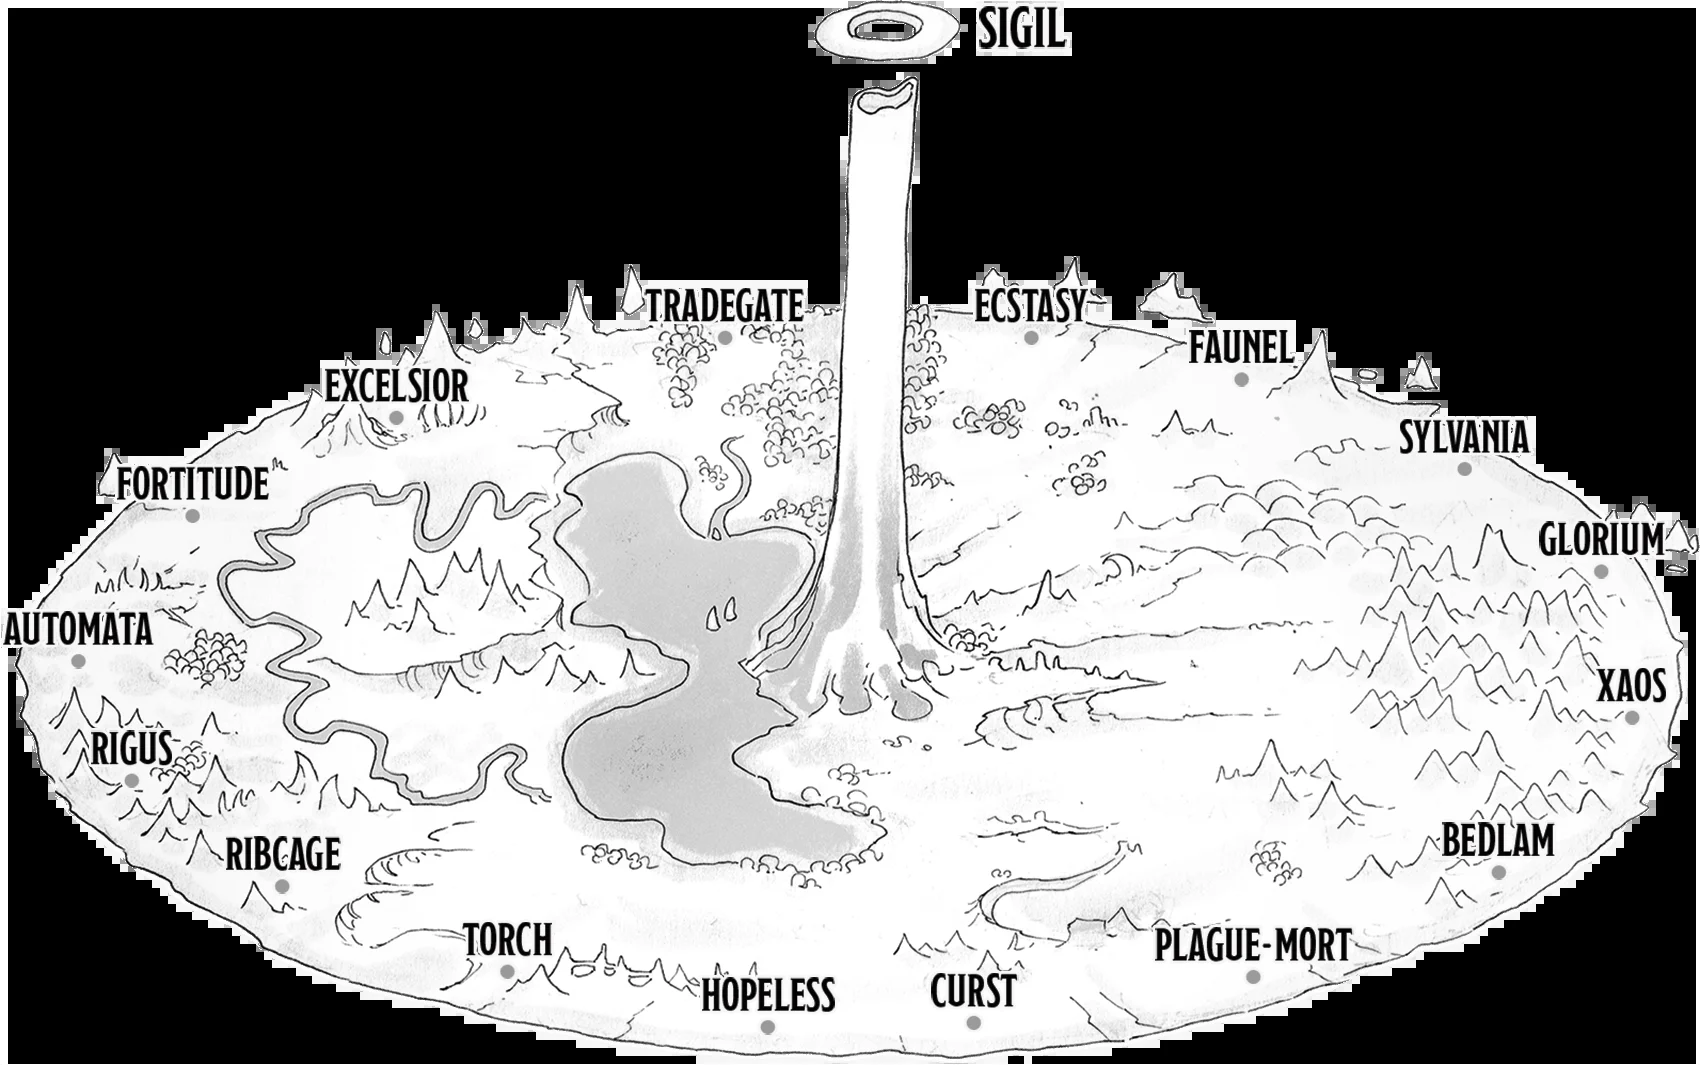 SIGIL
TRADEGATE
ECSTASY
FAUNEL
EXCELSIOR
SYLVANIA
FORTITUDE
GLORIUM
AUTOMATA
XAOS
RIGUS
BEDLAM
RIBCAGE
TORCH
PLAGUE-MORT
HOPELESS
CURST